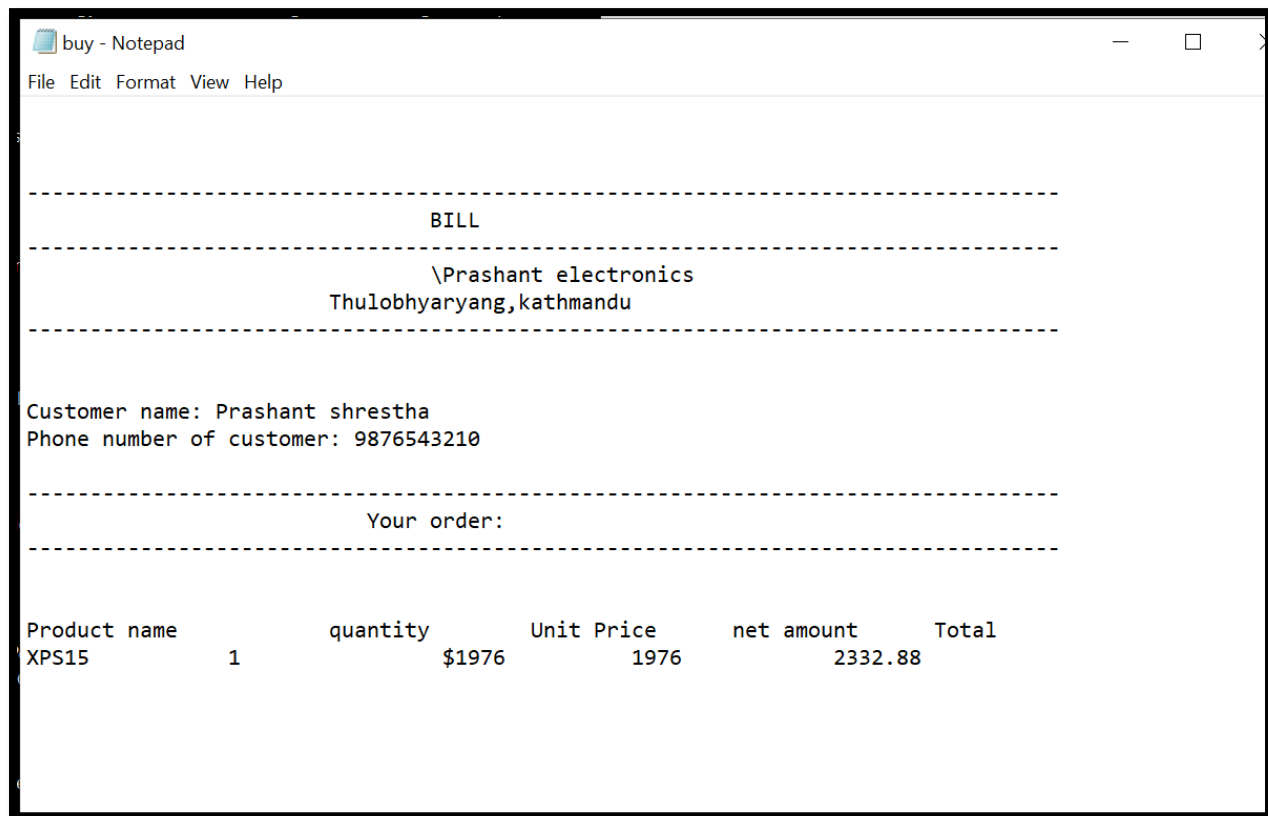 buy - Notepad
File Edit Format View Help
----------------------------------------------------------------------------------
BILL
----------------------------------------------------------------------------------
\Prashant electronics
Thulobhyaryang,kathmandu
----------------------------------------------------------------------------------
Customer name: Prashant shrestha
Phone number of customer: 9876543210
----------------------------------------------------------------------------------
Your order:
----------------------------------------------------------------------------------
Product name quantity Unit Price net amount Total
XPS15 1 $1976 1976 2332.88